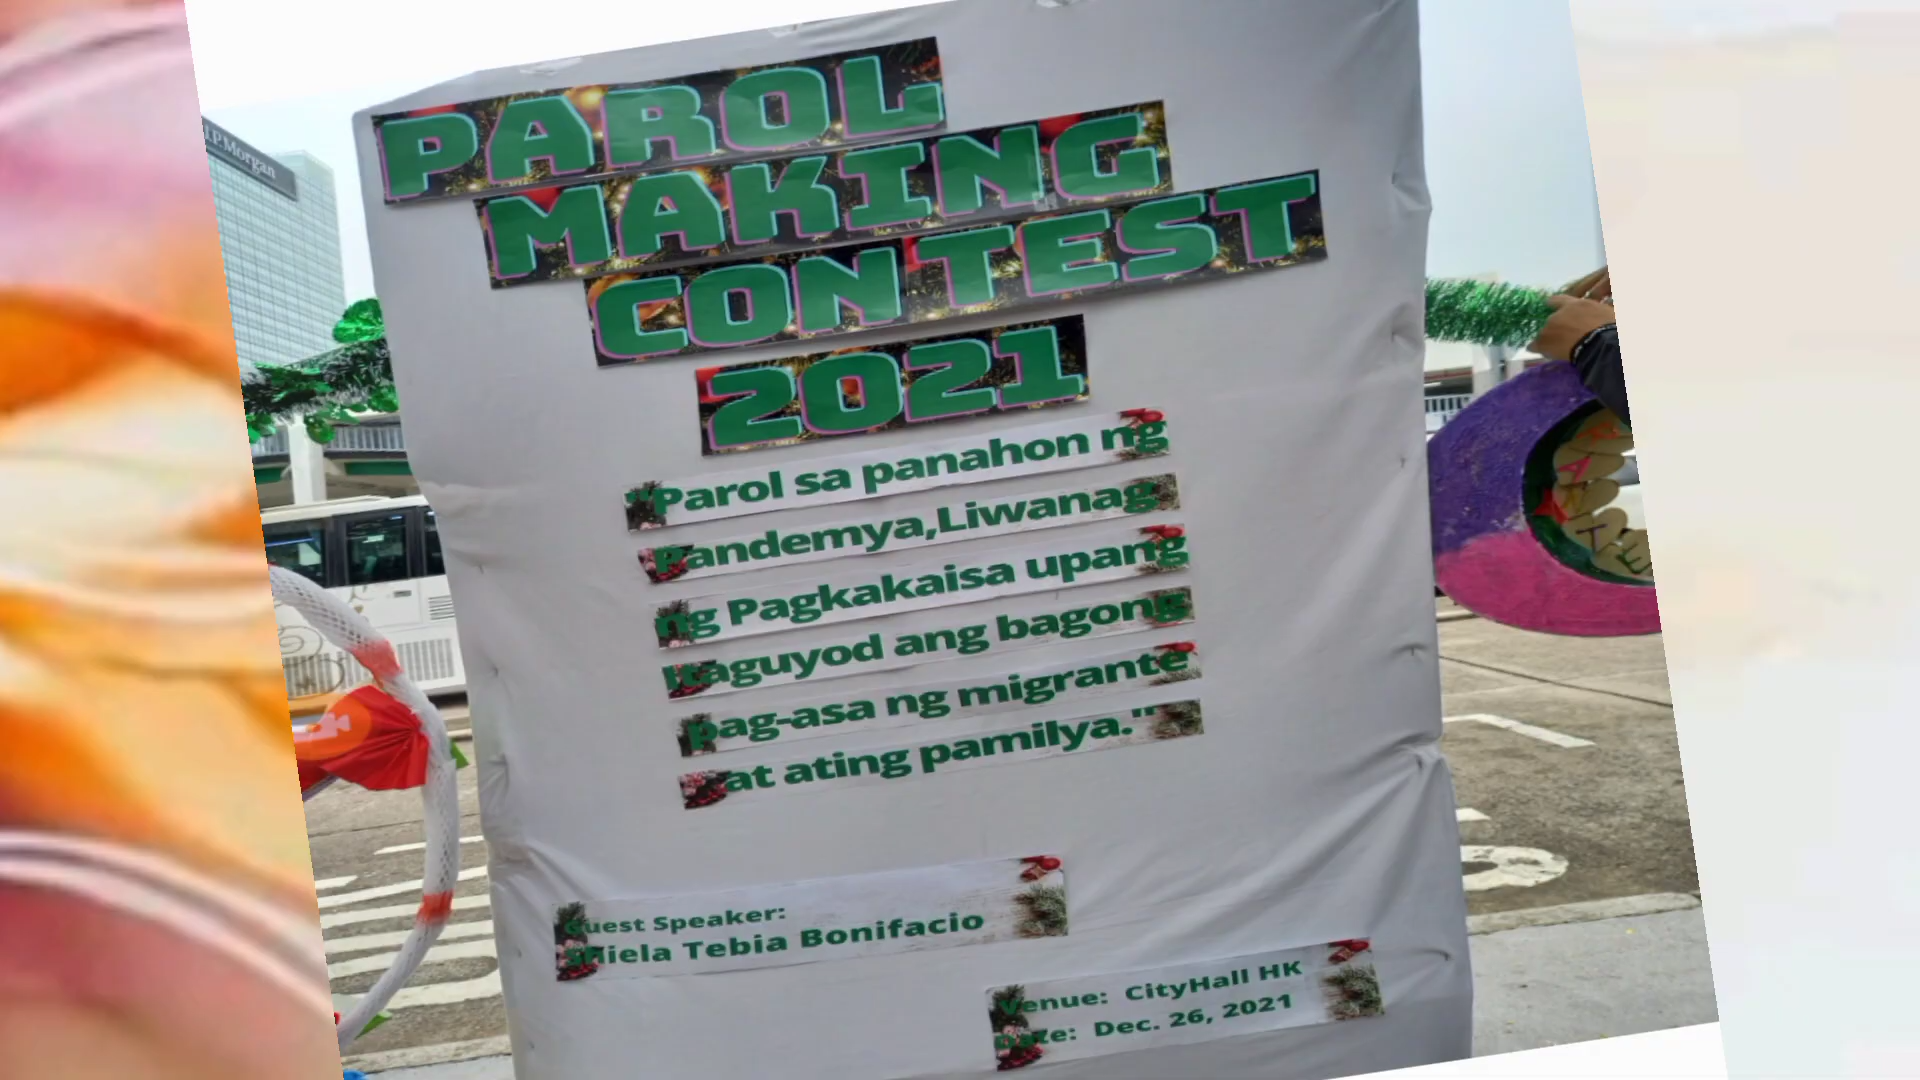 J.P.Morgan
PAROL
MAKING
CONTEST
2021
"Parol sa panahon ng
Pandemya,Liwanag
ng Pagkakaisa upang
Itaguyod ang bagong
pag-asa ng migrante
at ating pamilya."
Guest Speaker:
Shiela Tebia Bonifacio
Venue: CityHall HK
Date: Dec. 26, 2021